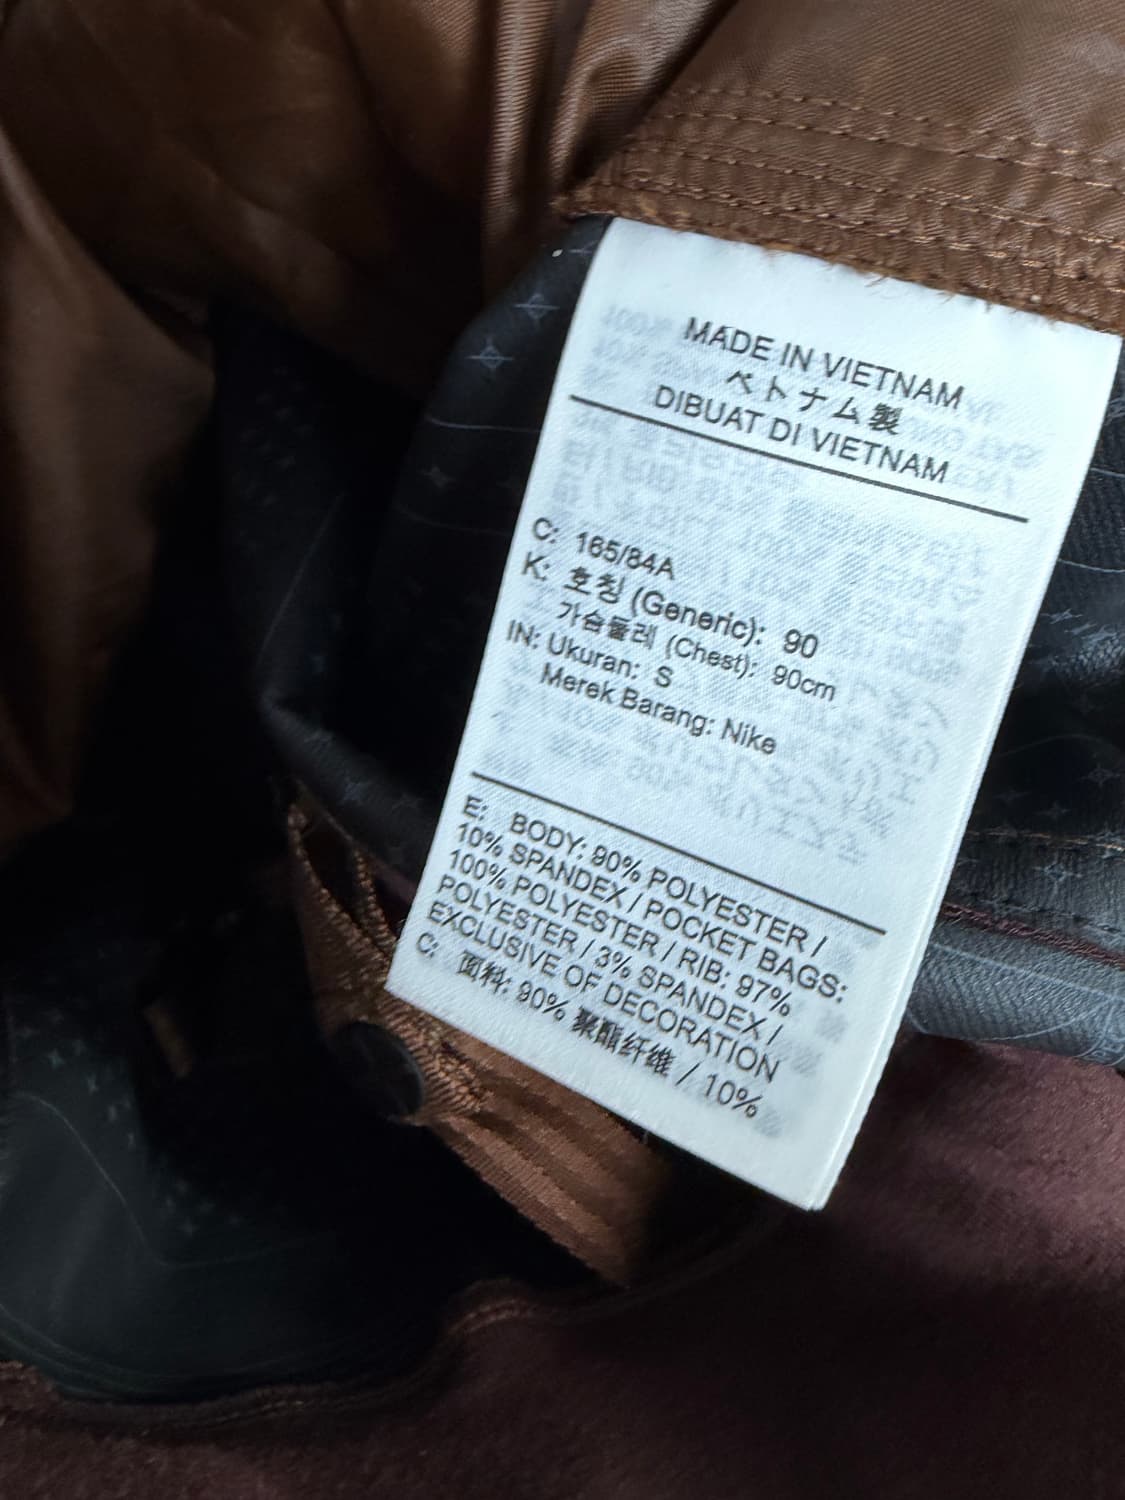 MADE IN VIETNAM
ベトナム製
DIBUAT DI VIETNAM
C: 165/84A
K: 호칭 (Generic): 90
가슴둘레 (Chest): 90cm
IN: Ukuran: S
Merek Barang: Nike
E: BODY: 90% POLYESTER /
10% SPANDEX / POCKET BAGS:
100% POLYESTER / RIB: 97%
POLYESTER / 3% SPANDEX /
EXCLUSIVE OF DECORATION
C: 面料: 90% 聚酯纤维 / 10%